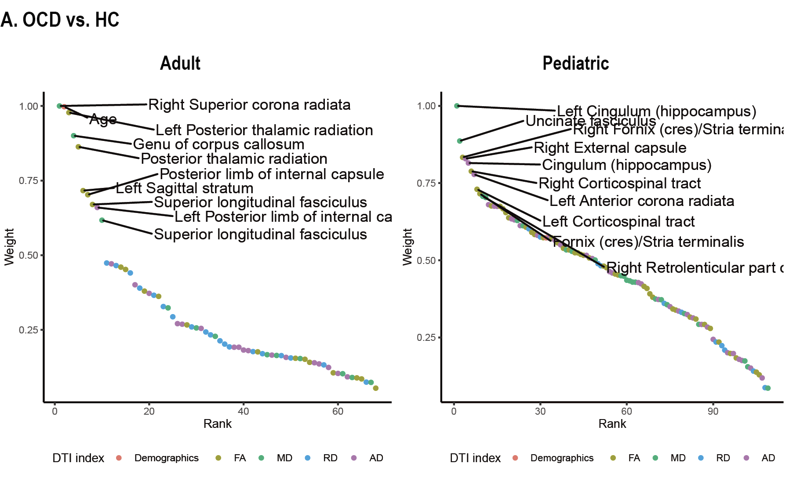 A. OCD vs. HC
Adult
Pediatric
Right Superior corona radiata
Age
Left Posterior thalamic radiation
Genu of corpus callosum
Posterior thalamic radiation
Posterior limb of internal capsule
Left Sagittal stratum
Superior longitudinal fasciculus
Left Posterior limb of internal ca
Superior longitudinal fasciculus
Weight
1.00
0.75
0.50
0.25
0
20
40
60
Rank
DTI index
Demographics
FA
MD
RD
AD
Left Cingulum (hippocampus)
Uncinate fasciculus
Right Fornix (cres)/Stria termina
Right External capsule
Cingulum (hippocampus)
Right Corticospinal tract
Left Anterior corona radiata
Left Corticospinal tract
Fornix (cres)/Stria terminalis
Right Retrolenticular part o
Weight
1.00
0.75
0.50
0.25
0
30
60
90
Rank
DTI index
Demographics
FA
MD
RD
AD